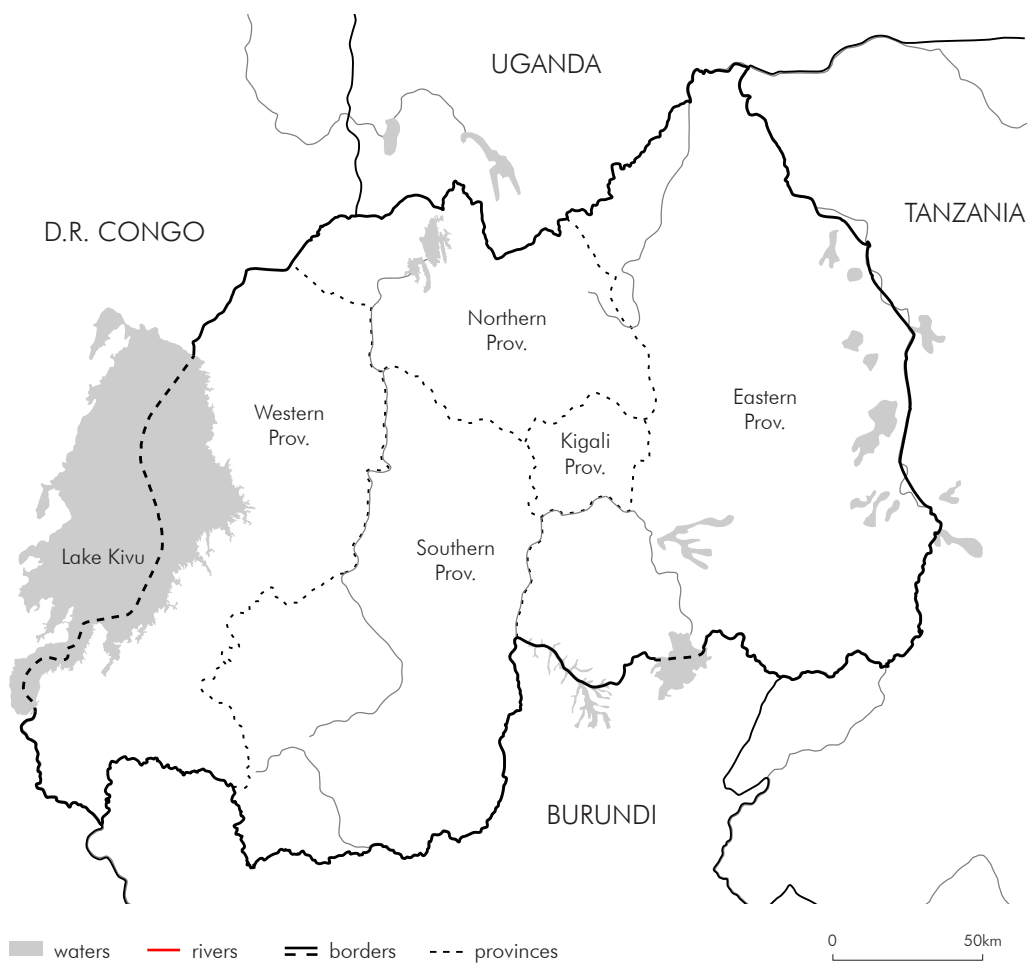 UGANDA
TANZANIA
D.R. CONGO
Northern
Prov.
Western
Prov.
Eastern
Prov.
Kigali
Prov.
Southern
Prov.
Lake Kivu
BURUNDI
waters
rivers
borders
provinces
0
50km